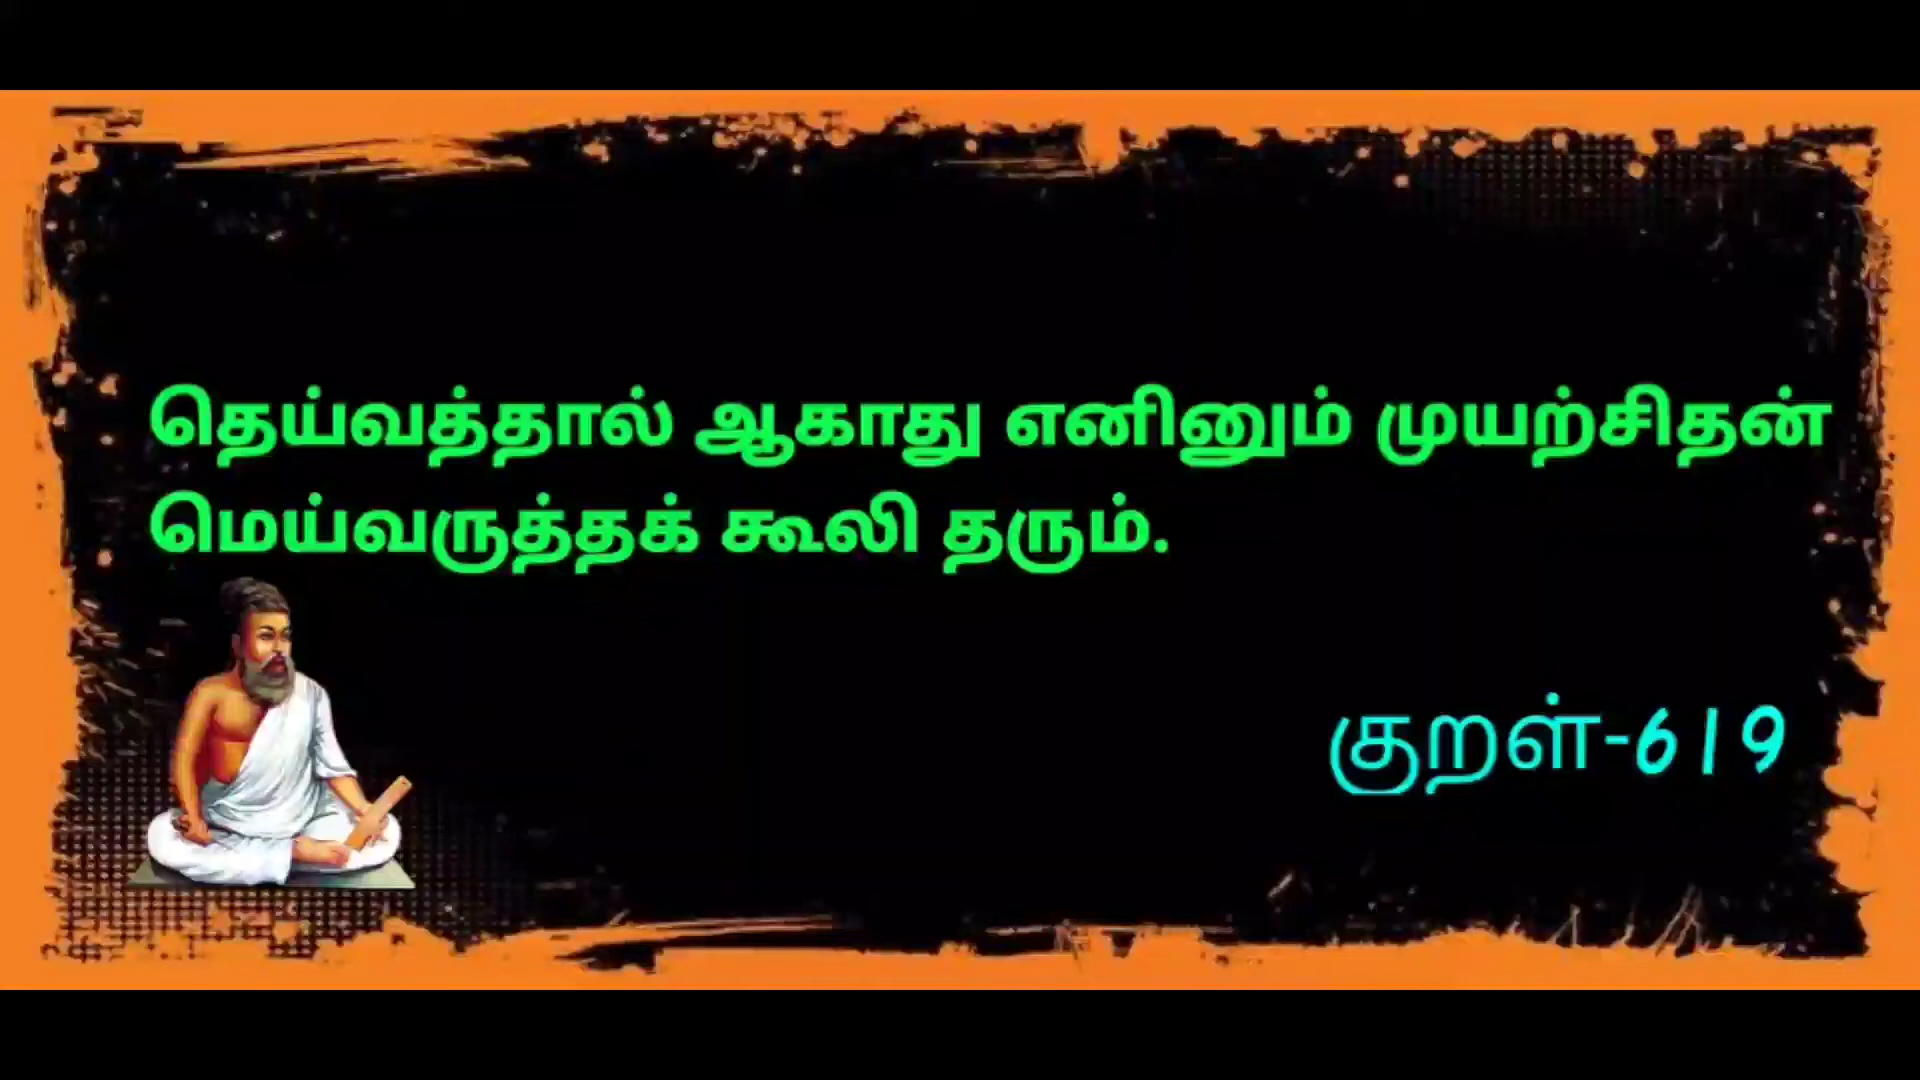 தெய்வத்தால் ஆகாது எனினும் முயற்சிதன்
மெய்வருத்தக் கூலி தரும்.
குறள்-619